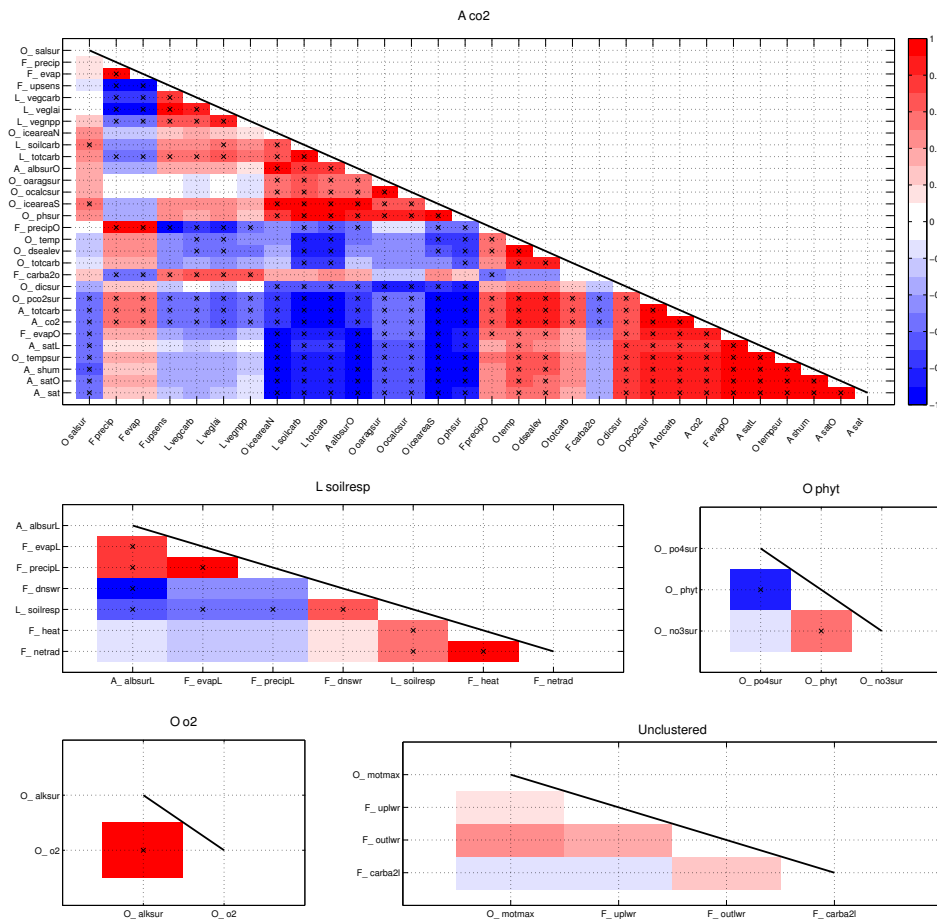 A co2
O_ salsur
F_ precip
F_ evap
F_ upsens
L_ vegcarb
L_ veglai
L_ vegnpp
O_ iceareaN
L_ soilcarb
L_ totcarb
A_ albsurO
O_ oaragsur
O_ ocalcsur
O_ iceareaS
O_ phsur
F_ precipO
O_ temp
O_ dsealev
O_ totcarb
F_ carba2o
O_ dicsur
O_ pco2sur
A_ totcarb
A_ co2
F_ evapO
A_ satL
O_ tempsur
A_ shum
A_ satO
A_ sat
O salsur
F precip
F evap
F upsens
L vegcarb
L veglai
L vegnpp
O iceareaN
L soilcarb
L totcarb
A albsurO
O oaragsur
O ocalcsur
O iceareaS
O phsur
F precipO
O temp
O dsealev
O totcarb
F carba2o
O dicsur
O pco2sur
A totcarb
A co2
F evapO
A satL
O tempsur
A shum
A satO
A sat
1
0
L soilresp
A_ albsurL
F_ evapL
F_ precipL
F_ dnswr
L_ soilresp
F_ heat
F_ netrad
A_ albsurL F_ evapL F_ precipL F_ dnswr L_ soilresp F_ heat F_ netrad
O phyt
O_ po4sur
O_ phyt
O_ no3sur
O_ po4sur O_ phyt O_ no3sur
O o2
O_ alksur
O_ o2
O_ alksur O_ o2
Unclustered
O_ motmax
F_ uplwr
F_ outlwr
F_ carba2l
O_ motmax F_ uplwr F_ outlwr F_ carba2l